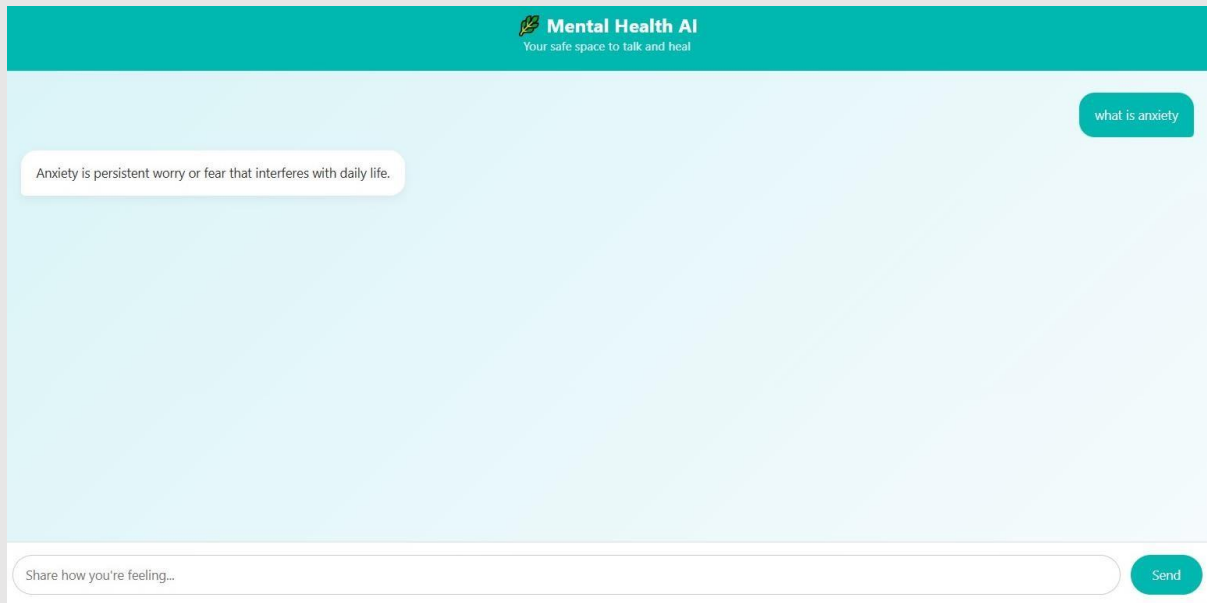 Mental Health AI
Your safe space to talk and heal
what is anxiety
Anxiety is persistent worry or fear that interferes with daily life.
Share how you're feeling...
Send